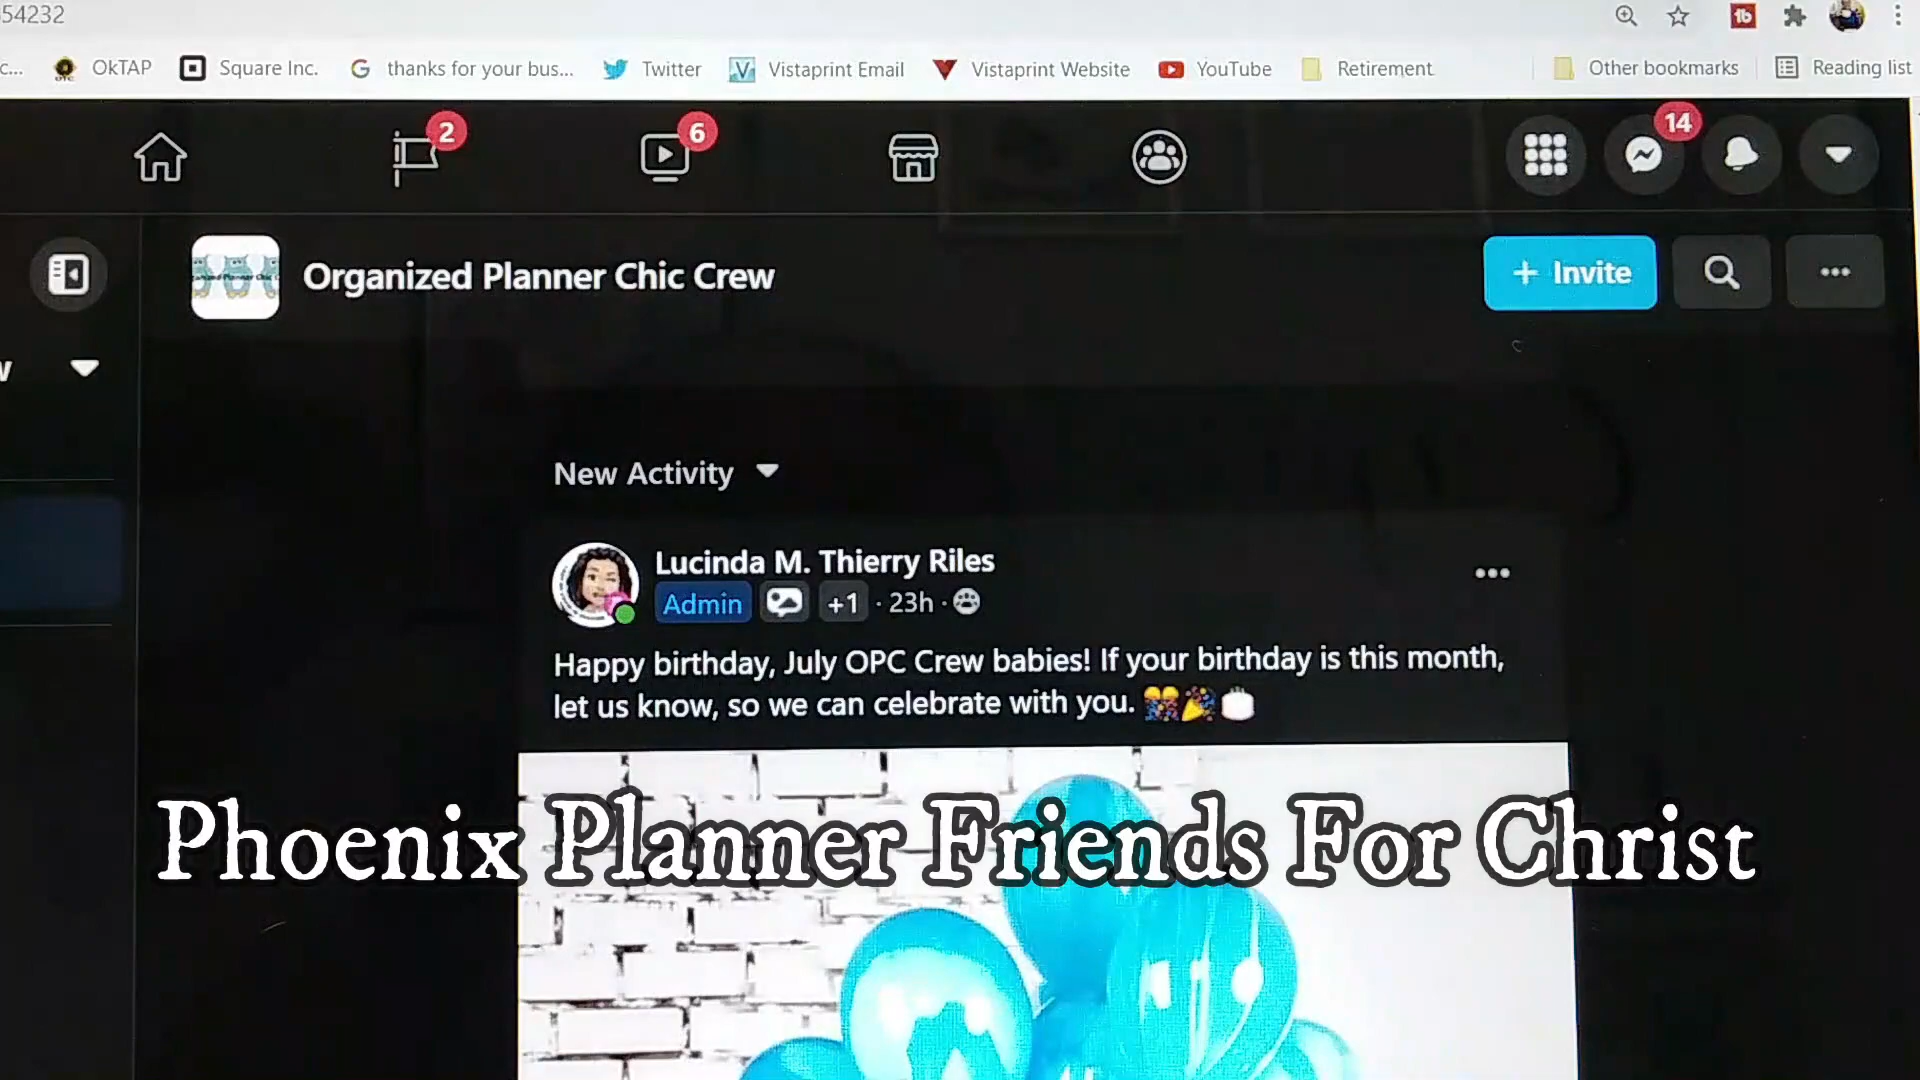 54232
c...
OkTAP
Square Inc.
thanks for your bus...
Twitter
Vistaprint Email
Vistaprint Website
YouTube
Retirement
Other bookmarks
Reading list
2
6
14
Organized Planner Chic Crew
+ Invite
New Activity
Lucinda M. Thierry Riles
Admin +1 · 23h ·
Happy birthday, July OPC Crew babies! If your birthday is this month,
let us know, so we can celebrate with you.
Phoenix Planner Friends For Christ